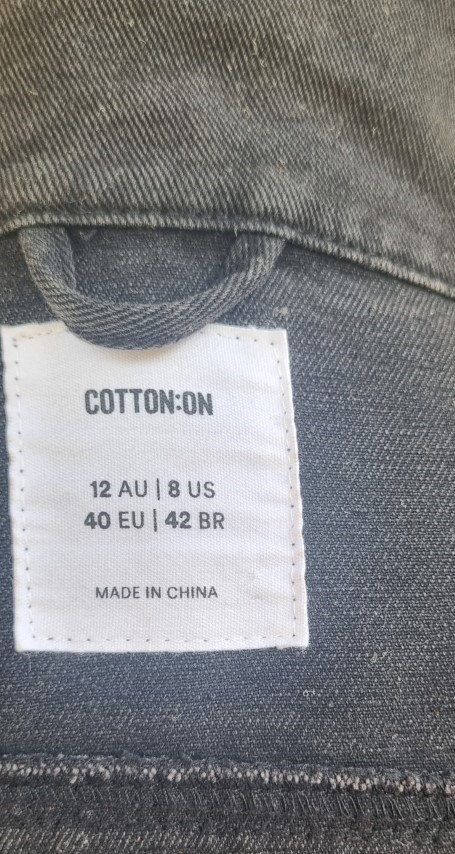 COTTON:ON
12 AU | 8 US
40 EU | 42 BR
MADE IN CHINA